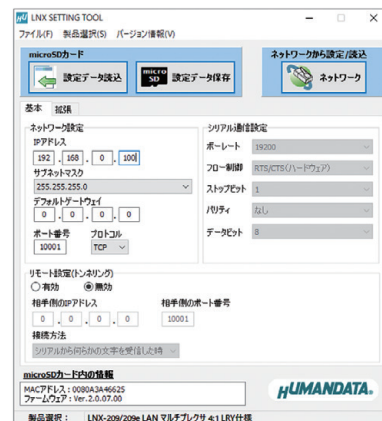 LNX SETTING TOOL
ファイル(F) 製品選択(S) バージョン情報(V)
microSDカード
設定データ読込
micro SD
設定データ保存
ネットワークから設定/読込
ネットワーク
基本 拡張
ネットワーク設定
IPアドレス
192 . 168 . 0 . 100
サブネットマスク
255.255.255.0
デフォルトゲートウェイ
0 . 0 . 0 . 0
ポート番号 プロトコル
10001 TCP
シリアル通信設定
ボーレート 19200
フロー制御 RTS/CTS(ハードウェア)
ストップビット 1
パリティ なし
データビット 8
リモート設定(トンネリング)
有効 無効
相手側のIPアドレス 相手側のポート番号
0 . 0 . 0 . 0 10001
接続方法
シリアルから何らかの文字を受信した時
microSDカード内の情報
MACアドレス : 0080A3A46625
ファームウェア : Ver.2.0.07.00
HUMANDATA.
製品選択 : LNX-209/209e LAN マルチプレクサ 4:1 LRY仕様